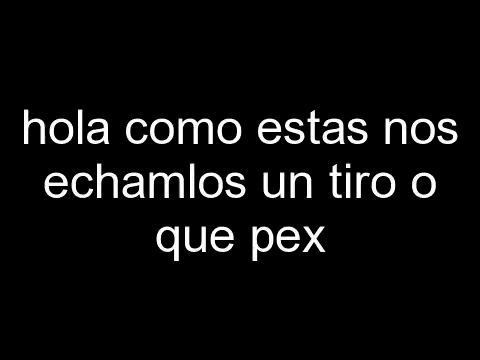 hola como estas nos
echamlos un tiro o
que pex